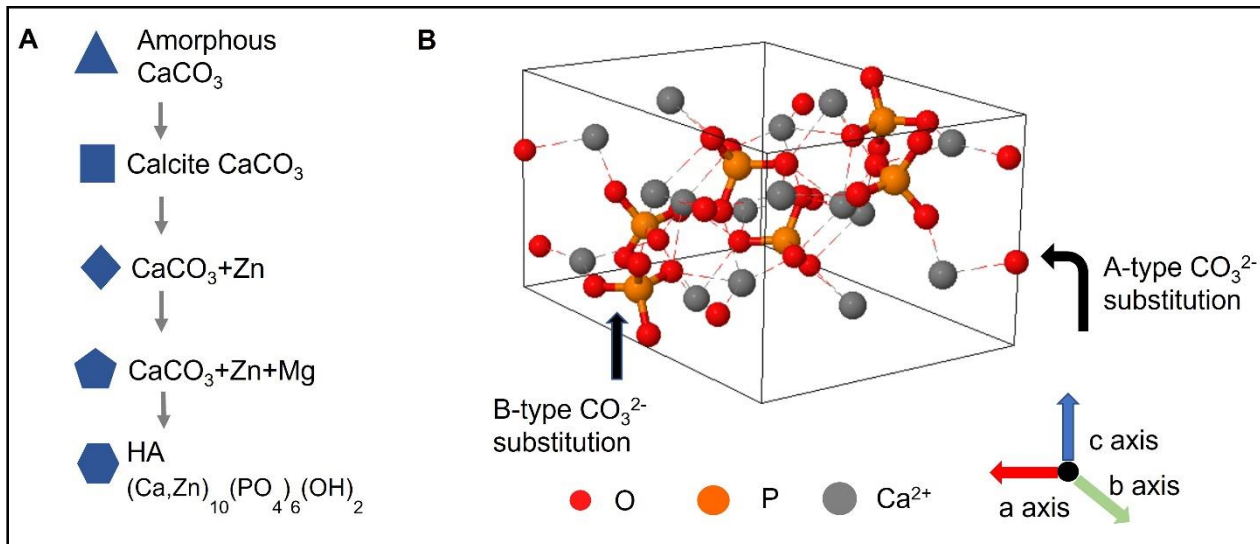 A
Amorphous
CaCO₃
Calcite CaCO₃
CaCO₃+Zn
CaCO₃+Zn+Mg
HA
(Ca,Zn)₁₀(PO₄)₆(OH)₂
B
A-type CO₃²⁻
substitution
B-type CO₃²⁻
substitution
O
P
Ca²⁺
c axis
b axis
a axis